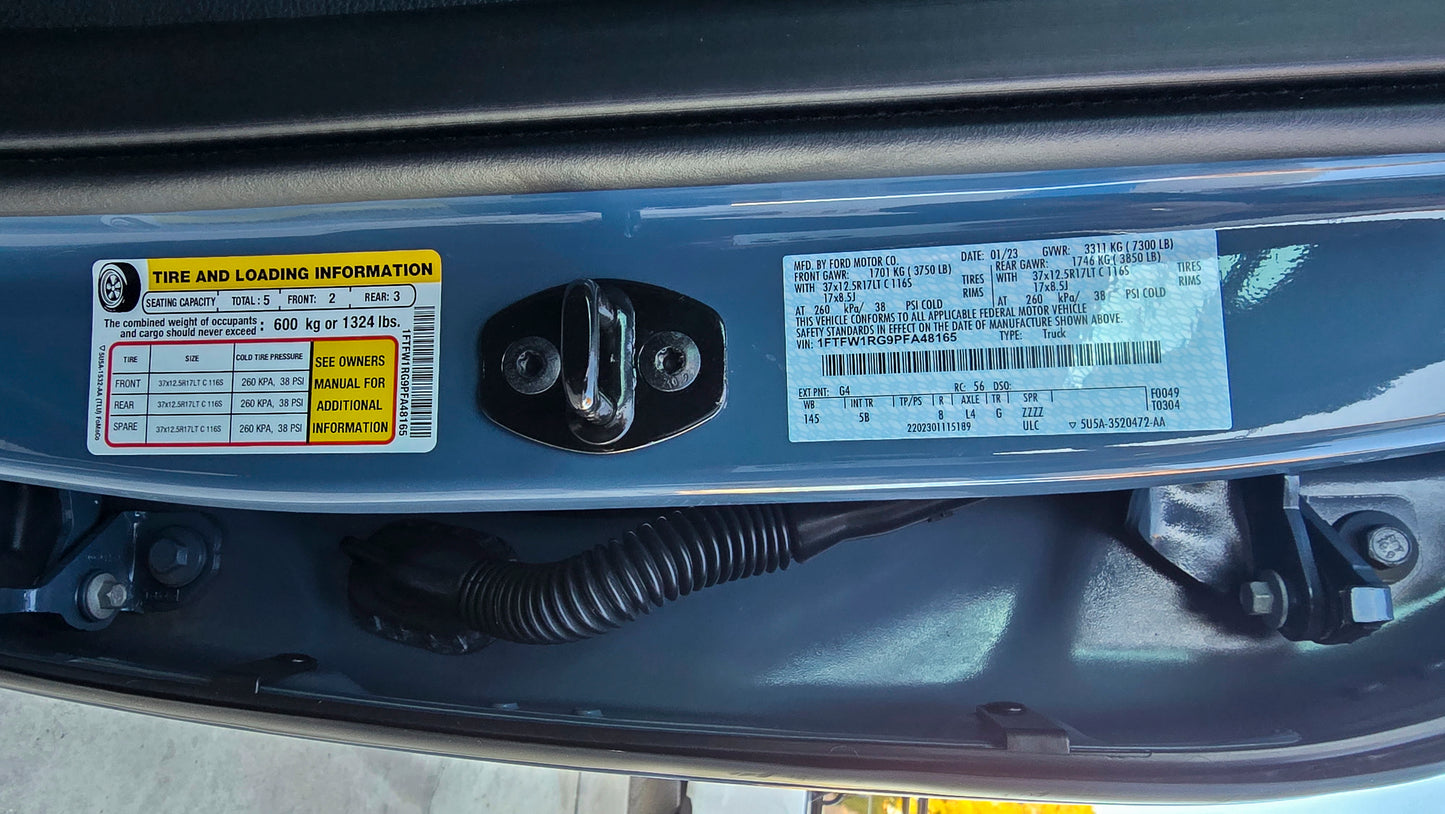 TIRE AND LOADING INFORMATION
SEATING CAPACITY TOTAL : 5 FRONT: 2 REAR: 3
The combined weight of occupants and cargo should never exceed : 600 kg or 1324 lbs.
TIRE SIZE COLD TIRE PRESSURE
FRONT 37x12.5R17LT C 116S 260 KPA, 38 PSI
REAR 37x12.5R17LT C 116S 260 KPA, 38 PSI
SPARE 37x12.5R17LT C 116S 260 KPA, 38 PSI
SEE OWNERS
MANUAL FOR
ADDITIONAL
INFORMATION
1FTFW1RG9PFA48165
▽ 5U5A-1532-AA (TLU) FoMoCo
MFD. BY FORD MOTOR CO. DATE: 01/23 GVWR: 3311 KG ( 7300 LB)
FRONT GAWR: 1701 KG ( 3750 LB) REAR GAWR: 1746 KG ( 3850 LB)
WITH 37x12.5R17LT C 116S TIRES WITH 37x12.5R17LT C 116S TIRES
17x8.5J RIMS 17x8.5J RIMS
AT 260 kPa/ 38 PSI COLD AT 260 kPa/ 38 PSI COLD
THIS VEHICLE CONFORMS TO ALL APPLICABLE FEDERAL MOTOR VEHICLE
SAFETY STANDARDS IN EFFECT ON THE DATE OF MANUFACTURE SHOWN ABOVE.
VIN: 1FTFW1RG9PFA48165 TYPE: Truck
EXT PNT: G4 RC: 56 DSO: F0049
WB INT TR TP/PS R AXLE TR SPR T0304
145 5B 8 L4 G ZZZZ
2202301115189 ULC ▽ 5U5A-3520472-AA